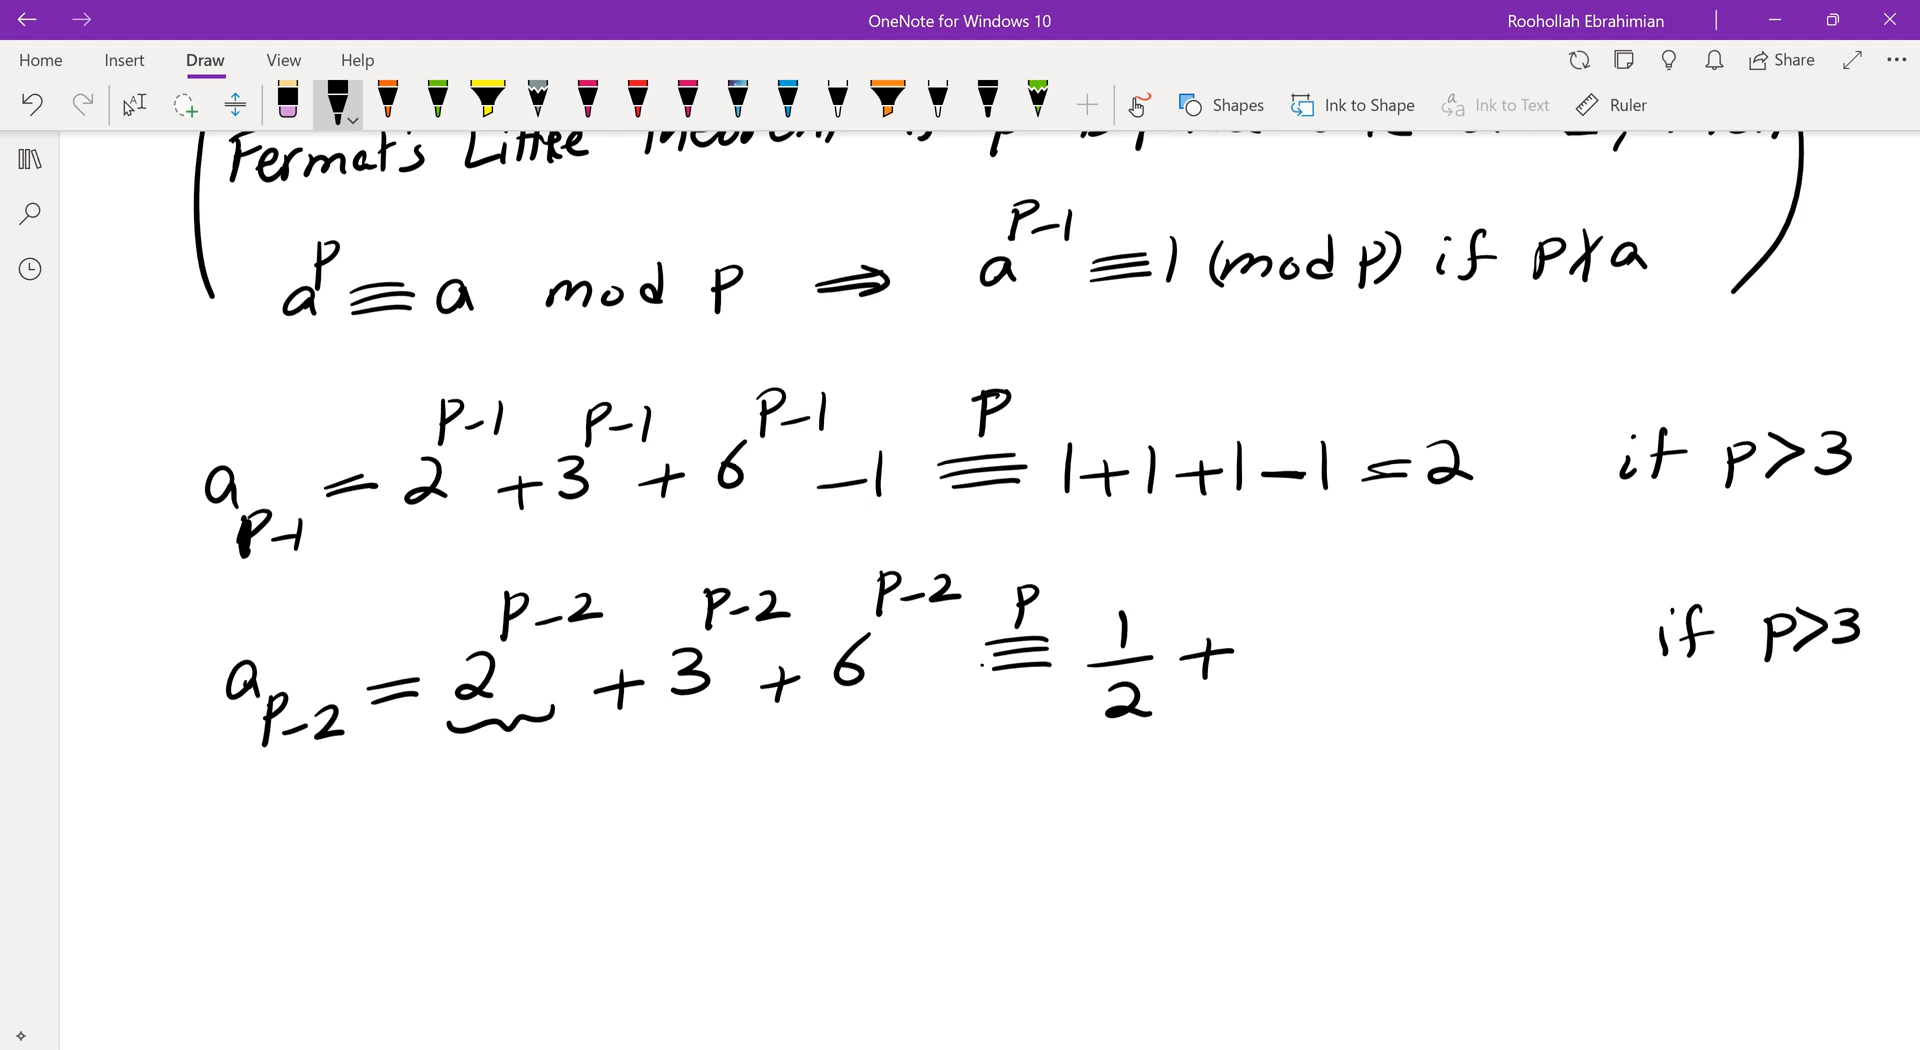 OneNote for Windows 10
Roohollah Ebrahimian
Home Insert Draw View Help
Share
Shapes Ink to Shape Ink to Text Ruler
Fermat's Little Theorem
a^p ≡ a mod p ⇒ a^{p-1} ≡ 1 (mod p) if p∤a
a_{p-1} = 2^{p-1} + 3^{p-1} + 6^{p-1} - 1 ≡^p 1+1+1-1 = 2 if p>3
a_{p-2} = 2^{p-2} + 3^{p-2} + 6^{p-2} ≡^p 1/2 + if p>3